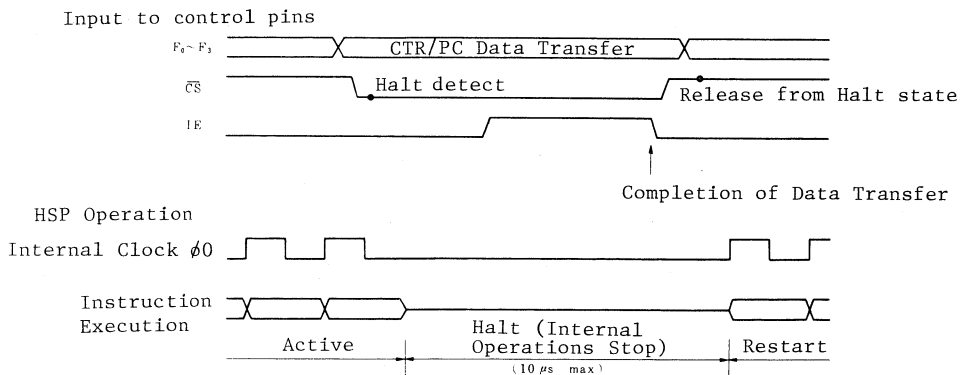 Input to control pins
F₀~F₃
CTR/PC Data Transfer
C̅S̅
Halt detect
Release from Halt state
IE
Completion of Data Transfer
HSP Operation
Internal Clock ϕ0
Instruction
Execution
Halt (Internal
Operations Stop)
Active
Restart
(10 μs max)